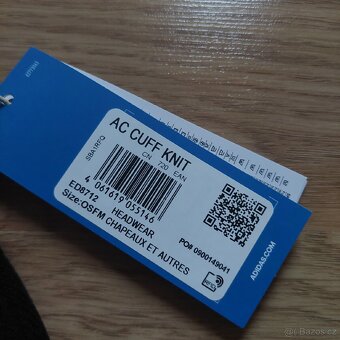 AC CUFF KNIT
SBA1RFQ
CN 720 EAN
4 061619 055146
ED8712 HEADWEAR
Size:OSFM CHAPEAUX ET AUTRES
PO# 0900149041
ADIDAS.COM